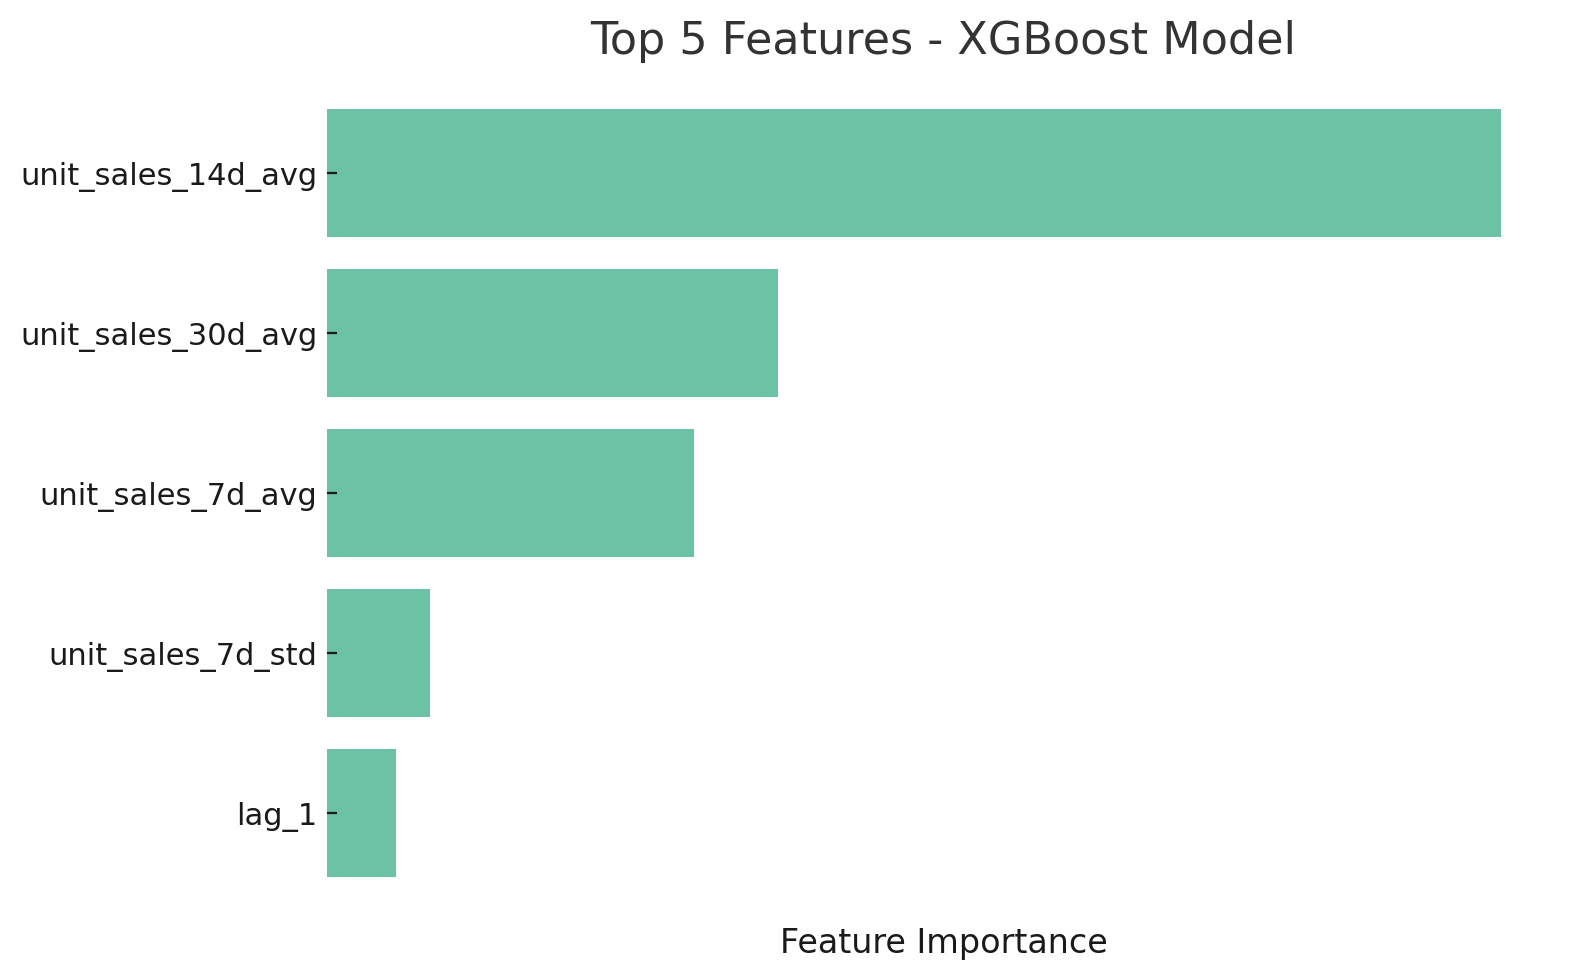 Top 5 Features - XGBoost Model
unit_sales_14d_avg
unit_sales_30d_avg
unit_sales_7d_avg
unit_sales_7d_std
lag_1
Feature Importance